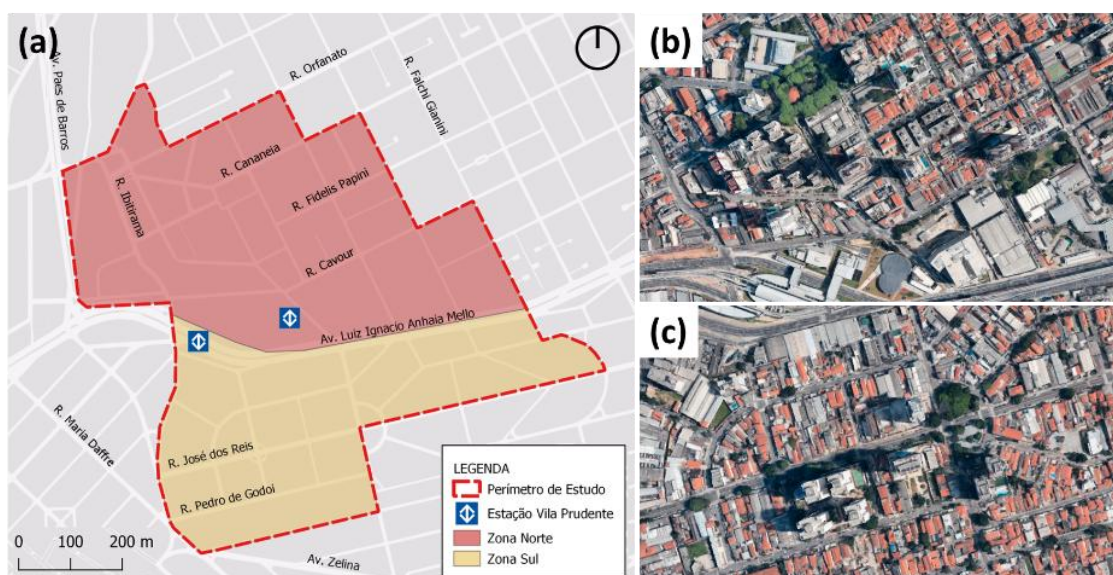 (a)
Av. Paes de Barros
R. Orfanato
R. Falchi Gianini
R. Cananeia
R. Ibitirama
R. Fidelis Papini
R. Cavour
Av. Luiz Ignacio Anhaia Mello
R. Maria Daffre
R. José dos Reis
R. Pedro de Godoi
Av. Zelina
0 100 200 m
LEGENDA
Perímetro de Estudo
Estação Vila Prudente
Zona Norte
Zona Sul
(b)
(c)